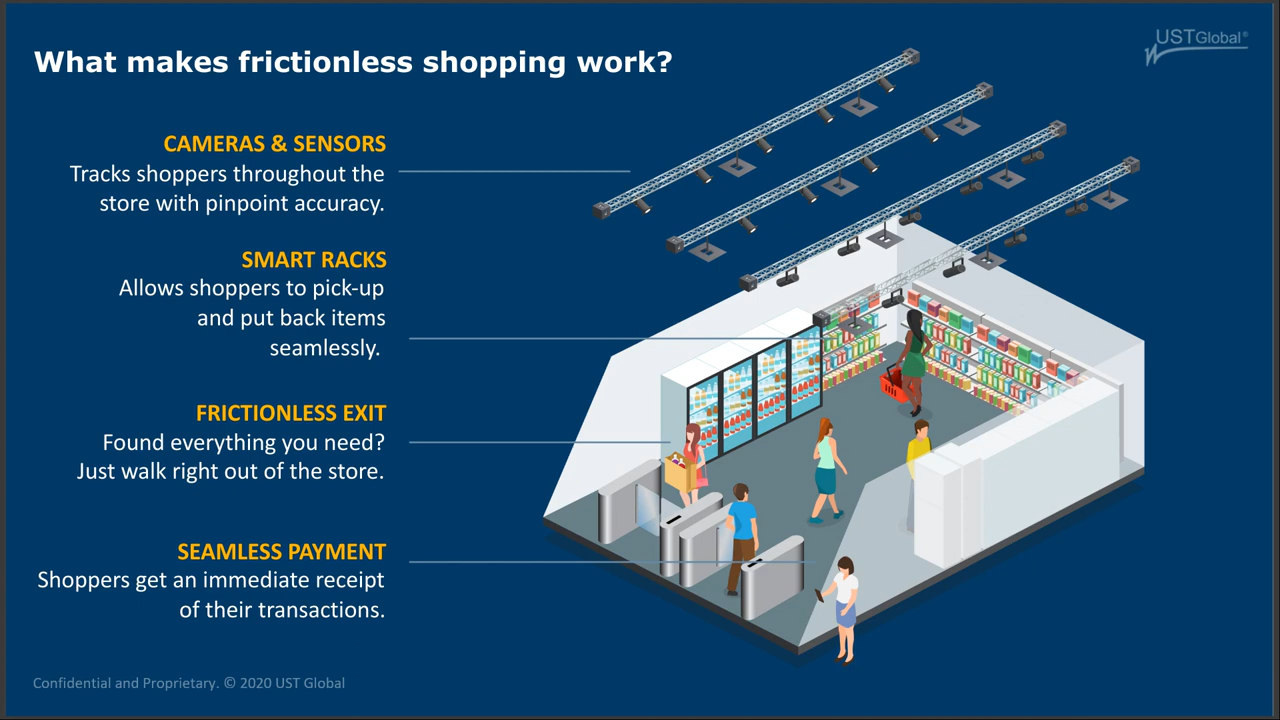 What makes frictionless shopping work?
USTGlobal®
CAMERAS & SENSORS
Tracks shoppers throughout the
store with pinpoint accuracy.
SMART RACKS
Allows shoppers to pick-up
and put back items
seamlessly.
FRICTIONLESS EXIT
Found everything you need?
Just walk right out of the store.
SEAMLESS PAYMENT
Shoppers get an immediate receipt
of their transactions.
Confidential and Proprietary. © 2020 UST Global